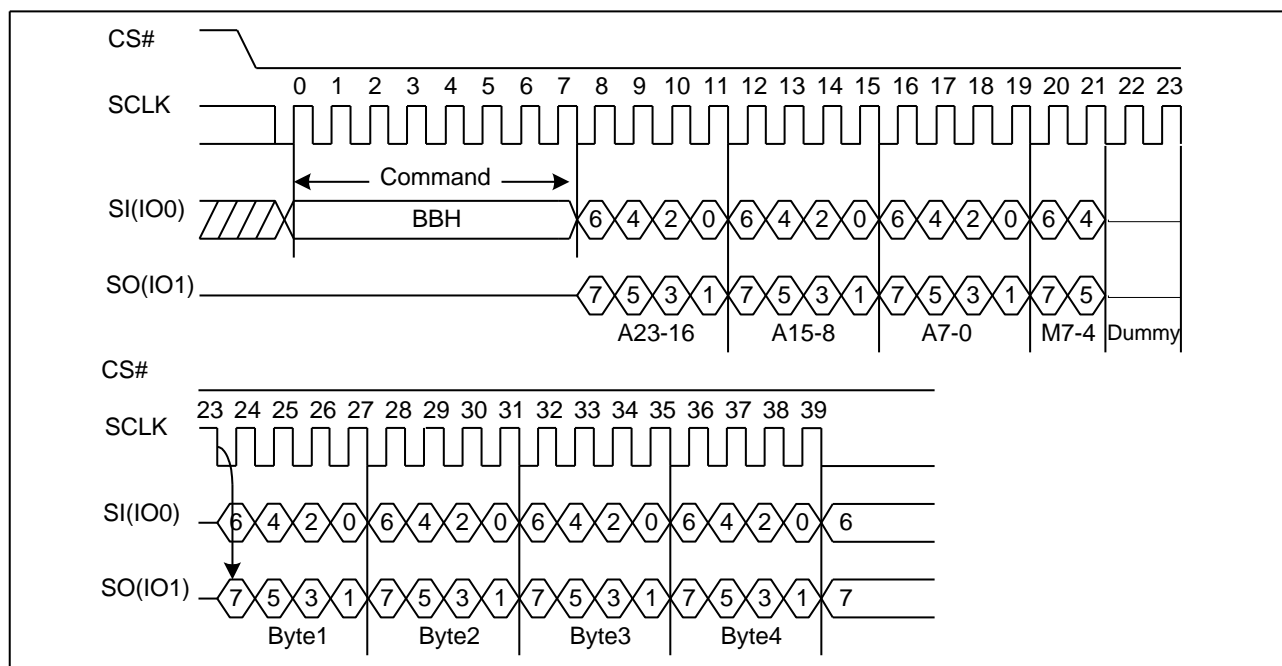 CS#
0 1 2 3 4 5 6 7 8 9 10 11 12 13 14 15 16 17 18 19 20 21 22 23
SCLK
Command
SI(IO0)
BBH
6 4 2 0 6 4 2 0 6 4 2 0 6 4
SO(IO1)
7 5 3 1 7 5 3 1 7 5 3 1 7 5
A23-16 A15-8 A7-0 M7-4 Dummy
CS#
23 24 25 26 27 28 29 30 31 32 33 34 35 36 37 38 39
SCLK
SI(IO0)
6 4 2 0 6 4 2 0 6 4 2 0 6 4 2 0 6
SO(IO1)
7 5 3 1 7 5 3 1 7 5 3 1 7 5 3 1 7
Byte1 Byte2 Byte3 Byte4